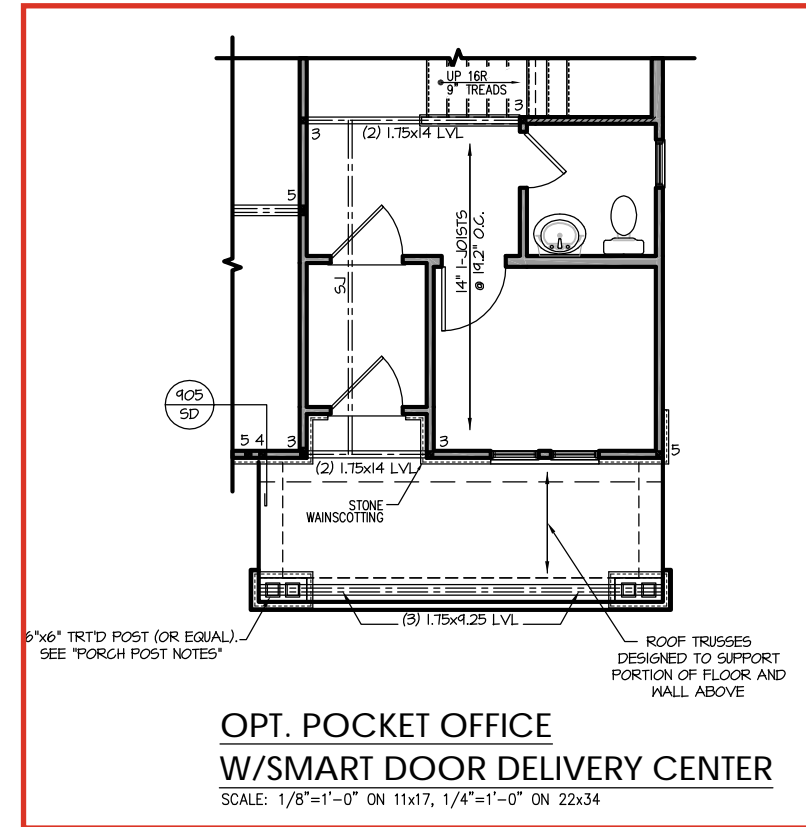 UP 16R
9" TREADS
3
3
(2) 1.75x14 LVL
5
14" I-JOISTS
@ 19.2" O.C.
SJ
905
SD
5 4 3
3
5
(2) 1.75x14 LVL
STONE
WAINSCOTTING
(3) 1.75x9.25 LVL
6"x6" TRT'D POST (OR EQUAL).
SEE "PORCH POST NOTES"
ROOF TRUSSES
DESIGNED TO SUPPORT
PORTION OF FLOOR AND
WALL ABOVE
OPT. POCKET OFFICE
W/SMART DOOR DELIVERY CENTER
SCALE: 1/8"=1'-0" ON 11x17, 1/4"=1'-0" ON 22x34